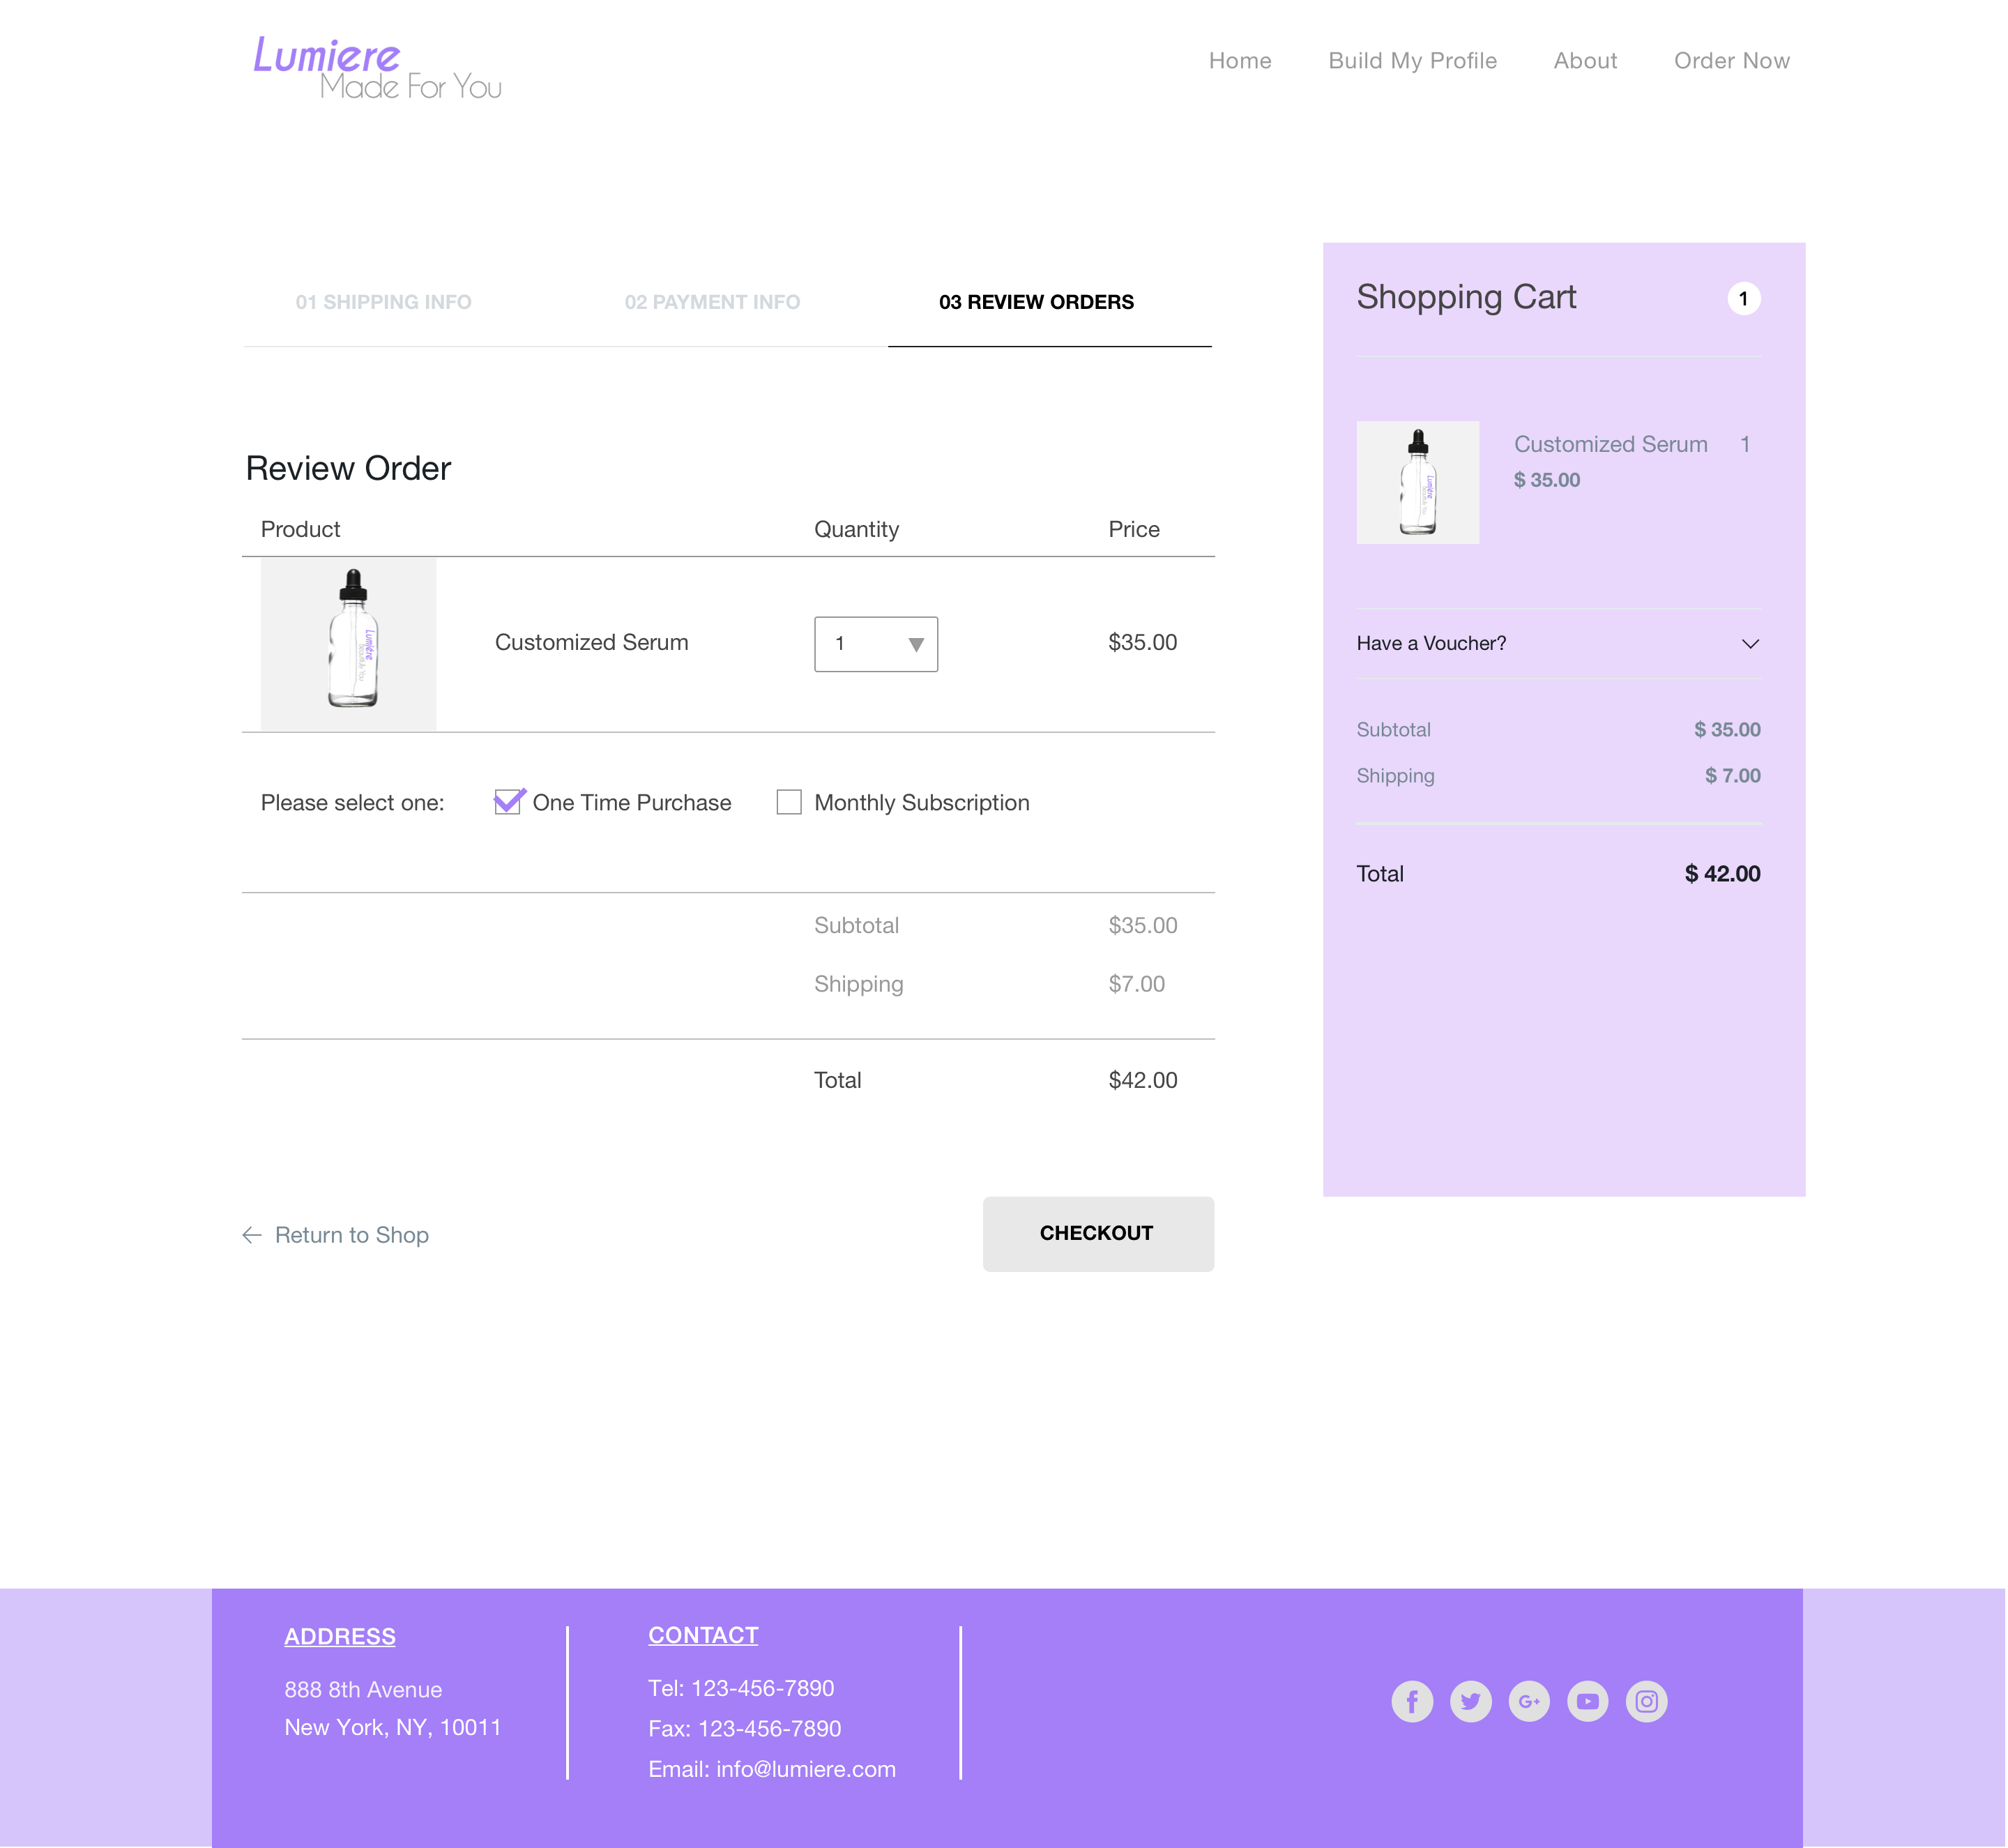 Lumiere
Made For You
Home Build My Profile About Order Now
01 SHIPPING INFO 02 PAYMENT INFO 03 REVIEW ORDERS
Review Order
Product Quantity Price
Lumiere
Customized Serum 1 $35.00
Please select one: One Time Purchase Monthly Subscription
Subtotal $35.00
Shipping $7.00
Total $42.00
Return to Shop CHECKOUT
Shopping Cart 1
Lumiere
Customized Serum 1
$ 35.00
Have a Voucher?
Subtotal $ 35.00
Shipping $ 7.00
Total $ 42.00
ADDRESS
888 8th Avenue
New York, NY, 10011
CONTACT
Tel: 123-456-7890
Fax: 123-456-7890
Email: info@lumiere.com
G+